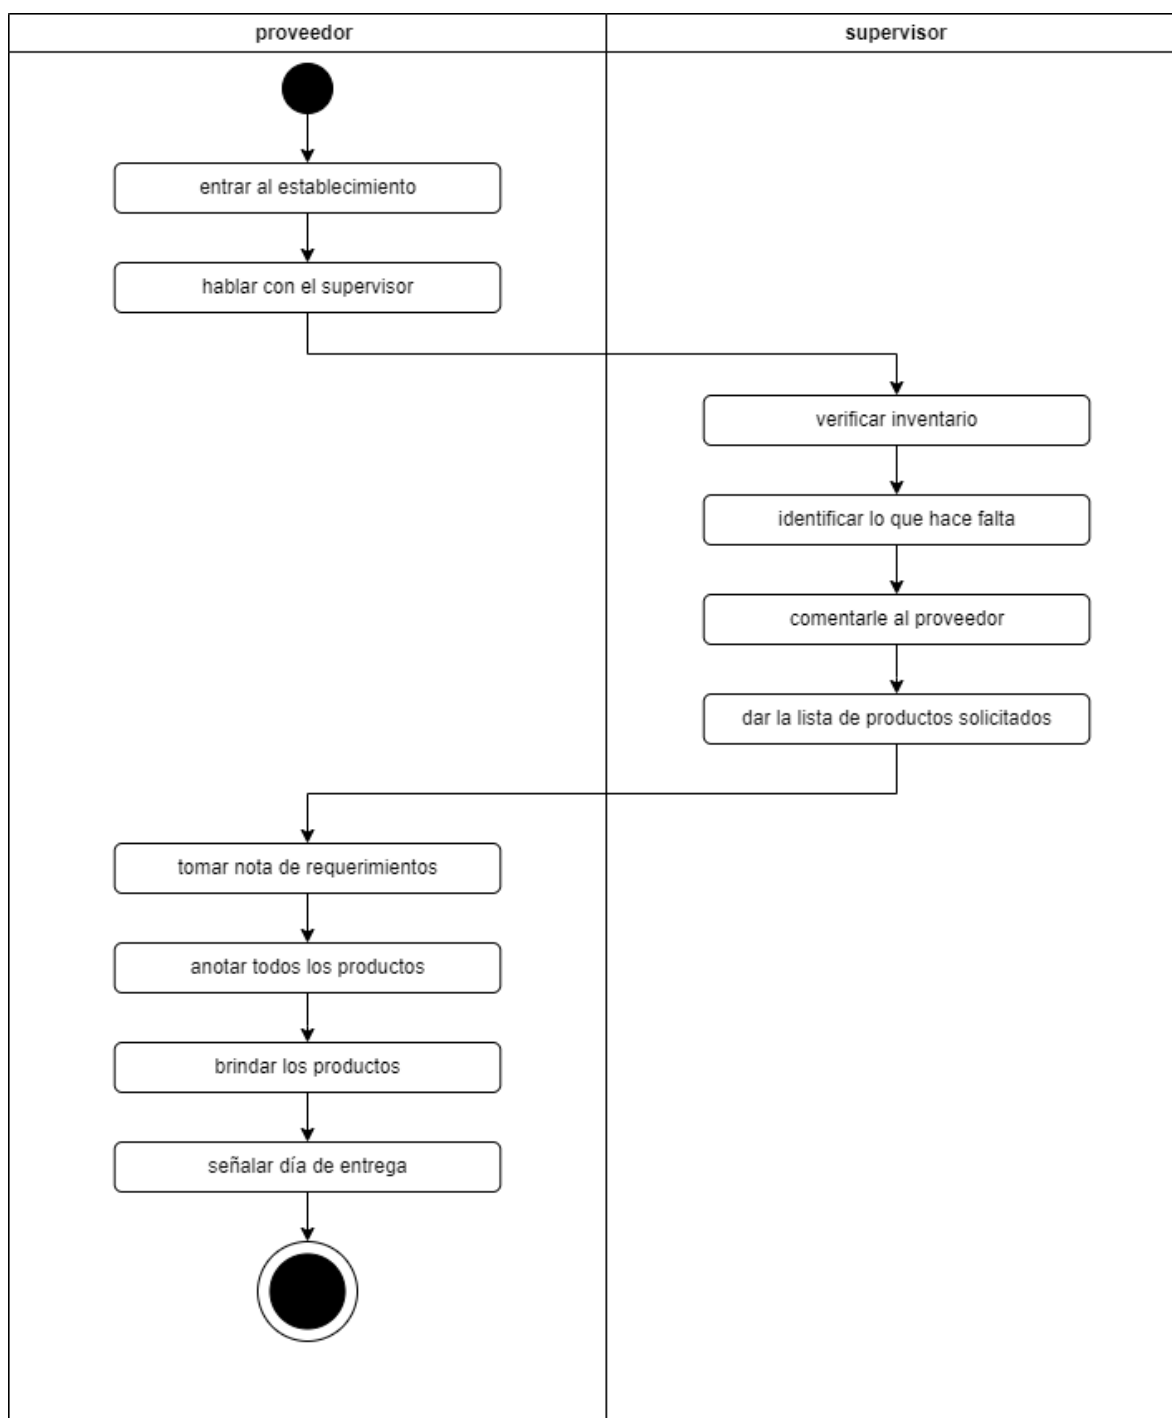 proveedor
supervisor
entrar al establecimiento
hablar con el supervisor
verificar inventario
identificar lo que hace falta
comentarle al proveedor
dar la lista de productos solicitados
tomar nota de requerimientos
anotar todos los productos
brindar los productos
señalar día de entrega